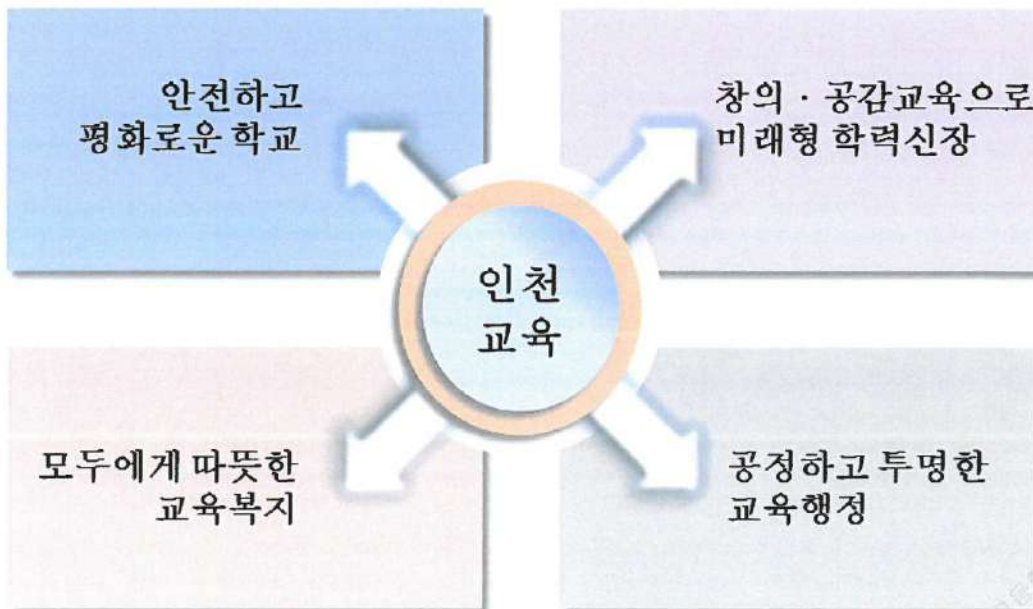 안전하고
평화로운 학교
창의 · 공감교육으로
미래형 학력신장
인천
교육
모두에게 따뜻한
교육복지
공정하고 투명한
교육행정